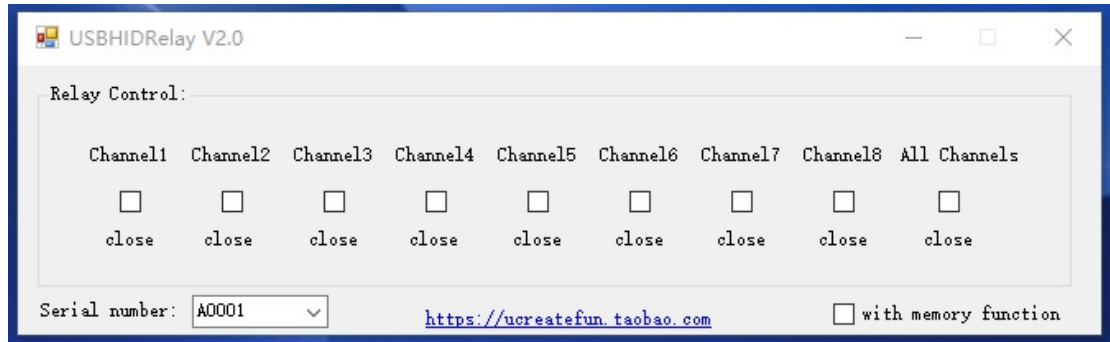 USBHIDRelay V2.0
Relay Control:
Channel1 Channel2 Channel3 Channel4 Channel5 Channel6 Channel7 Channel8 All Channels
close close close close close close close close close
Serial number: A0001 https://ucreatefun.taobao.com with memory function